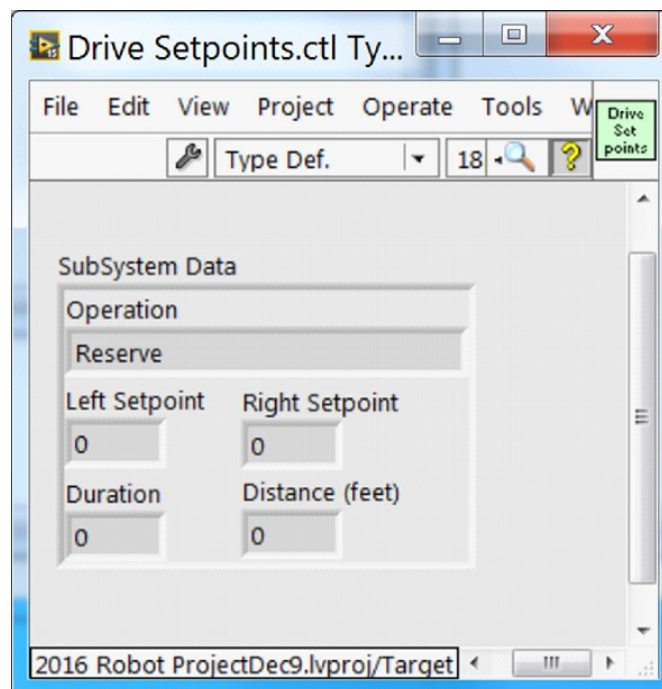 Drive Setpoints.ctl Ty...
File Edit View Project Operate Tools W
Drive
Set
points
Type Def. 18 ?
SubSystem Data
Operation
Reserve
Left Setpoint Right Setpoint
0 0
Duration Distance (feet)
0 0
2016 Robot ProjectDec9.lvproj/Target